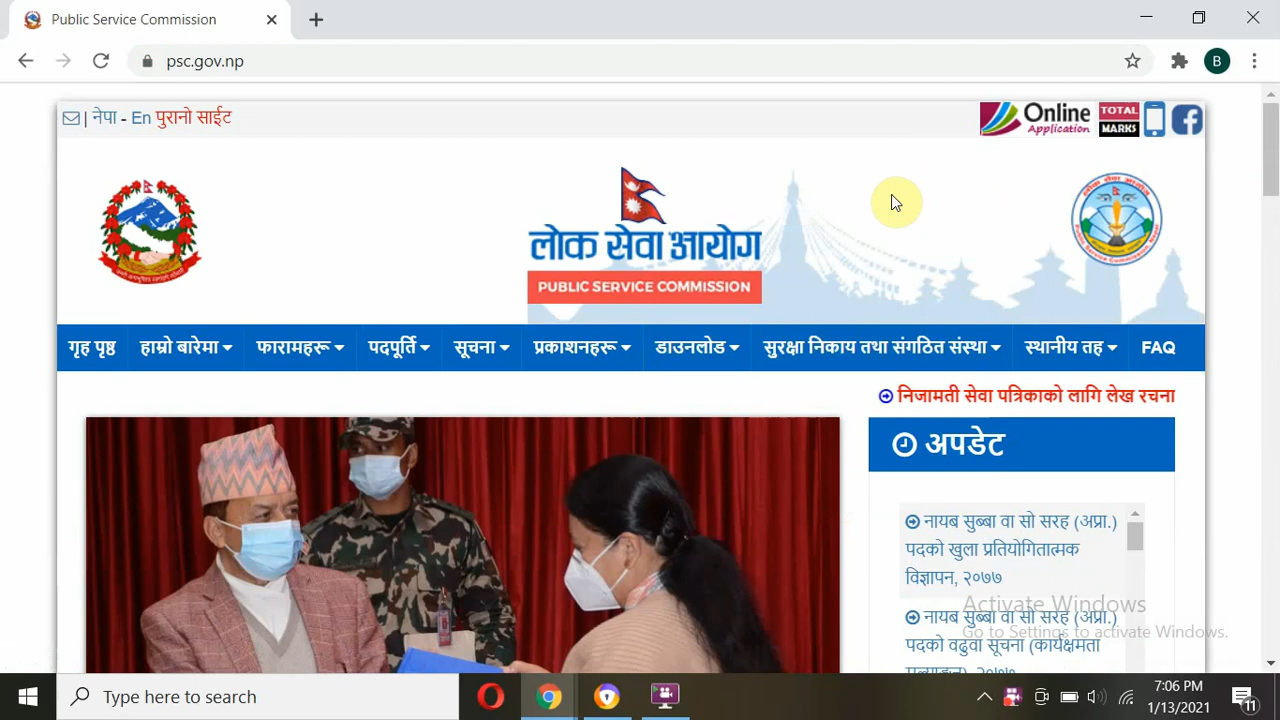 Public Service Commission
psc.gov.np
B
| नेपा - En पुरानो साईट
Online
Application
TOTAL
MARKS
लोक सेवा आयोग
PUBLIC SERVICE COMMISSION
गृह पृष्ठ हाम्रो बारेमा फारामहरू पदपूर्ति सूचना प्रकाशनहरू डाउनलोड सुरक्षा निकाय तथा संगठित संस्था स्थानीय तह FAQ
निजामती सेवा पत्रिकाको लागि लेख रचना
अपडेट
नायब सुब्बा वा सो सरह (अप्रा.)
पदको खुला प्रतियोगितात्मक
विज्ञापन, २०७७
नायब सुब्बा वा सो सरह (अप्रा.)
पदको वढुवा सूचना (कार्यक्षमता
Activate Windows
Go to Settings to activate Windows.
Type here to search
7:06 PM
1/13/2021
11